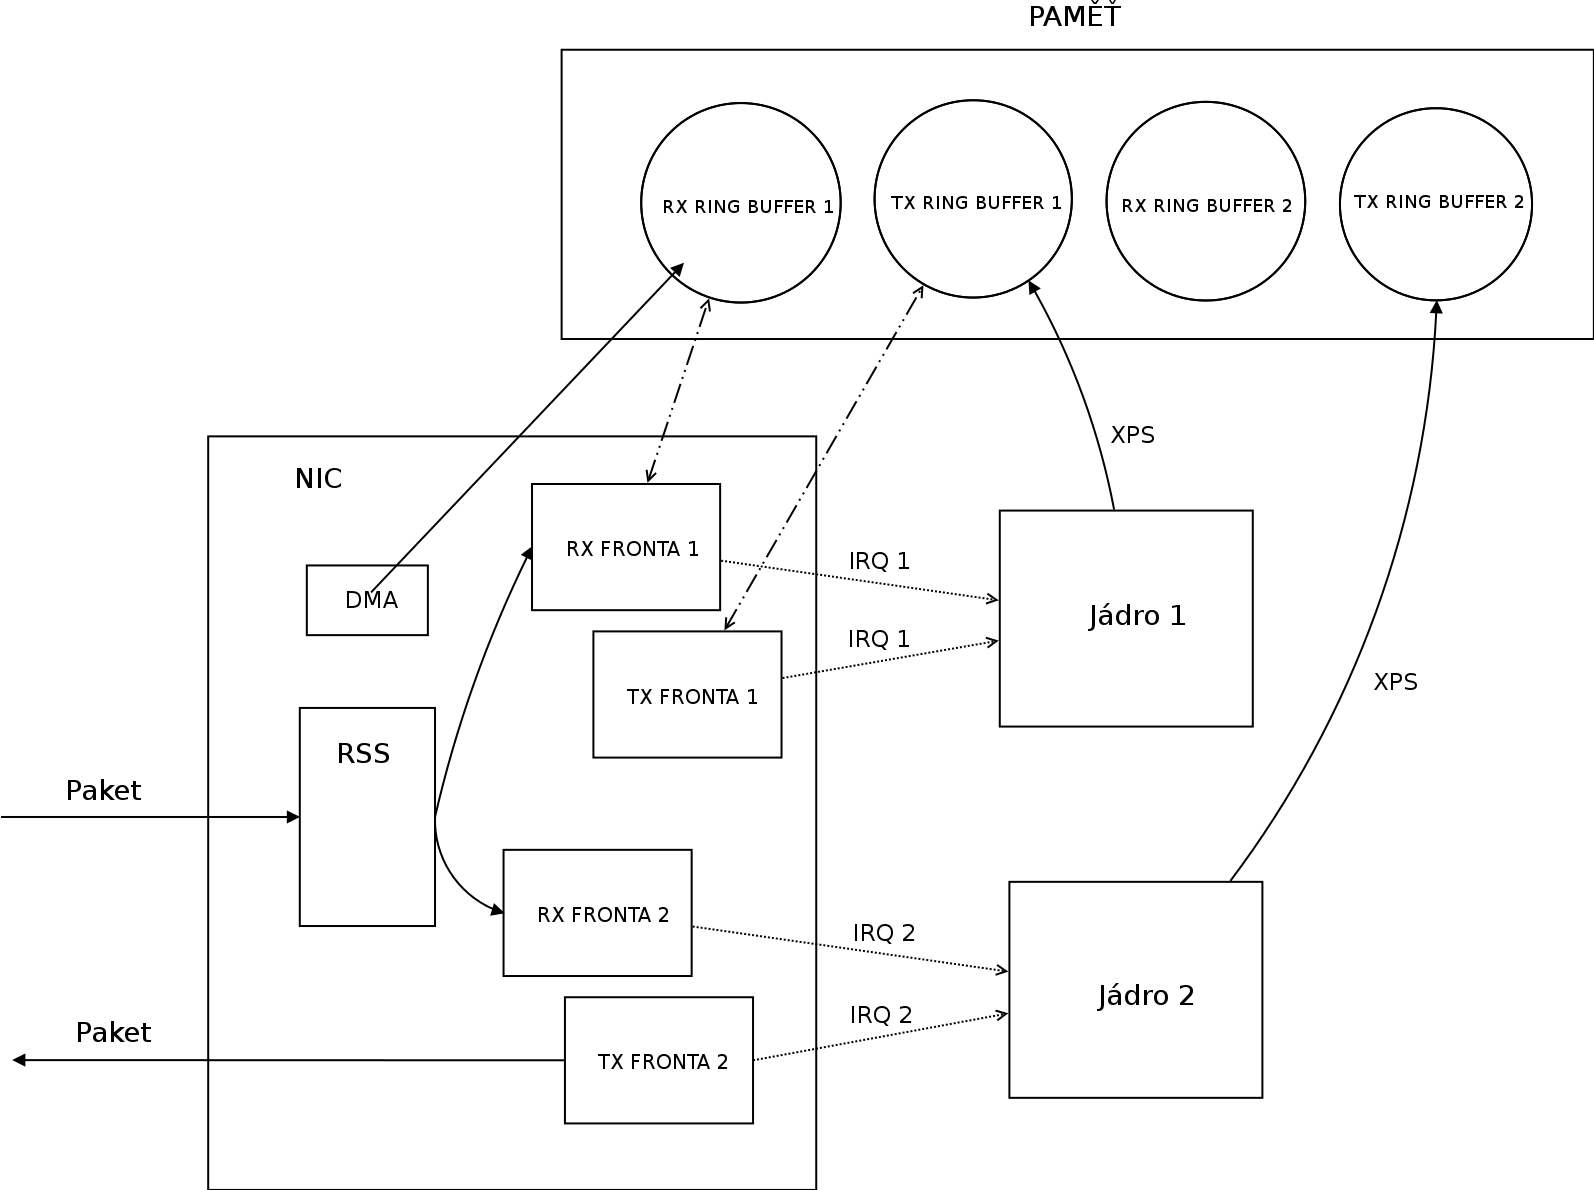 PAMĚŤ
RX RING BUFFER 1
TX RING BUFFER 1
RX RING BUFFER 2
TX RING BUFFER 2
XPS
NIC
RX FRONTA 1
IRQ 1
DMA
Jádro 1
IRQ 1
XPS
TX FRONTA 1
RSS
Paket
RX FRONTA 2
IRQ 2
Jádro 2
IRQ 2
Paket
TX FRONTA 2